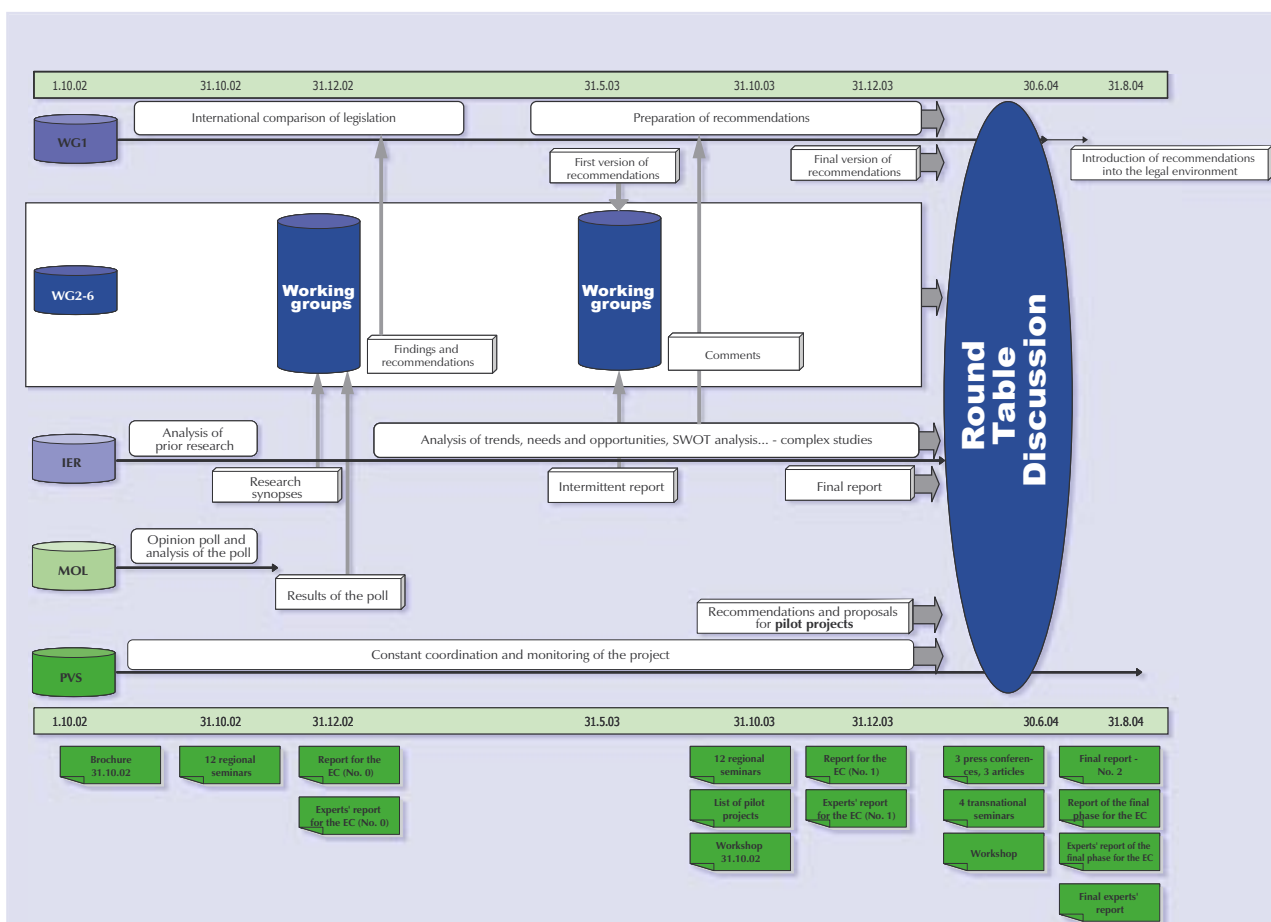 1.10.02 31.10.02 31.12.02 31.5.03 31.10.03 31.12.03 30.6.04 31.8.04
International comparison of legislation
Preparation of recommendations
WG1
First version of
recommendations
Final version of
recommendations
Introduction of recommendations
into the legal environment
WG2-6
Working
groups
Working
groups
Findings and
recommendations
Comments
Round
Table
Discussion
IER
Analysis of
prior research
Analysis of trends, needs and opportunities, SWOT analysis... - complex studies
Research
synopses
Intermittent report
Final report
MOL
Opinion poll and
analysis of the poll
Results of the poll
Recommendations and proposals
for pilot projects
PVS
Constant coordination and monitoring of the project
1.10.02 31.10.02 31.12.02 31.5.03 31.10.03 31.12.03 30.6.04 31.8.04
Brochure
31.10.02
12 regional
seminars
Report for the
EC (No. 0)
Experts' report
for the EC (No. 0)
12 regional
seminars
List of pilot
projects
Workshop
31.10.02
Report for the
EC (No. 1)
Experts' report
for the EC (No. 1)
3 press conferen-
ces, 3 articles
4 transnational
seminars
Workshop
Final report -
No. 2
Report of the final
phase for the EC
Experts' report of the
final phase for the EC
Final experts'
report